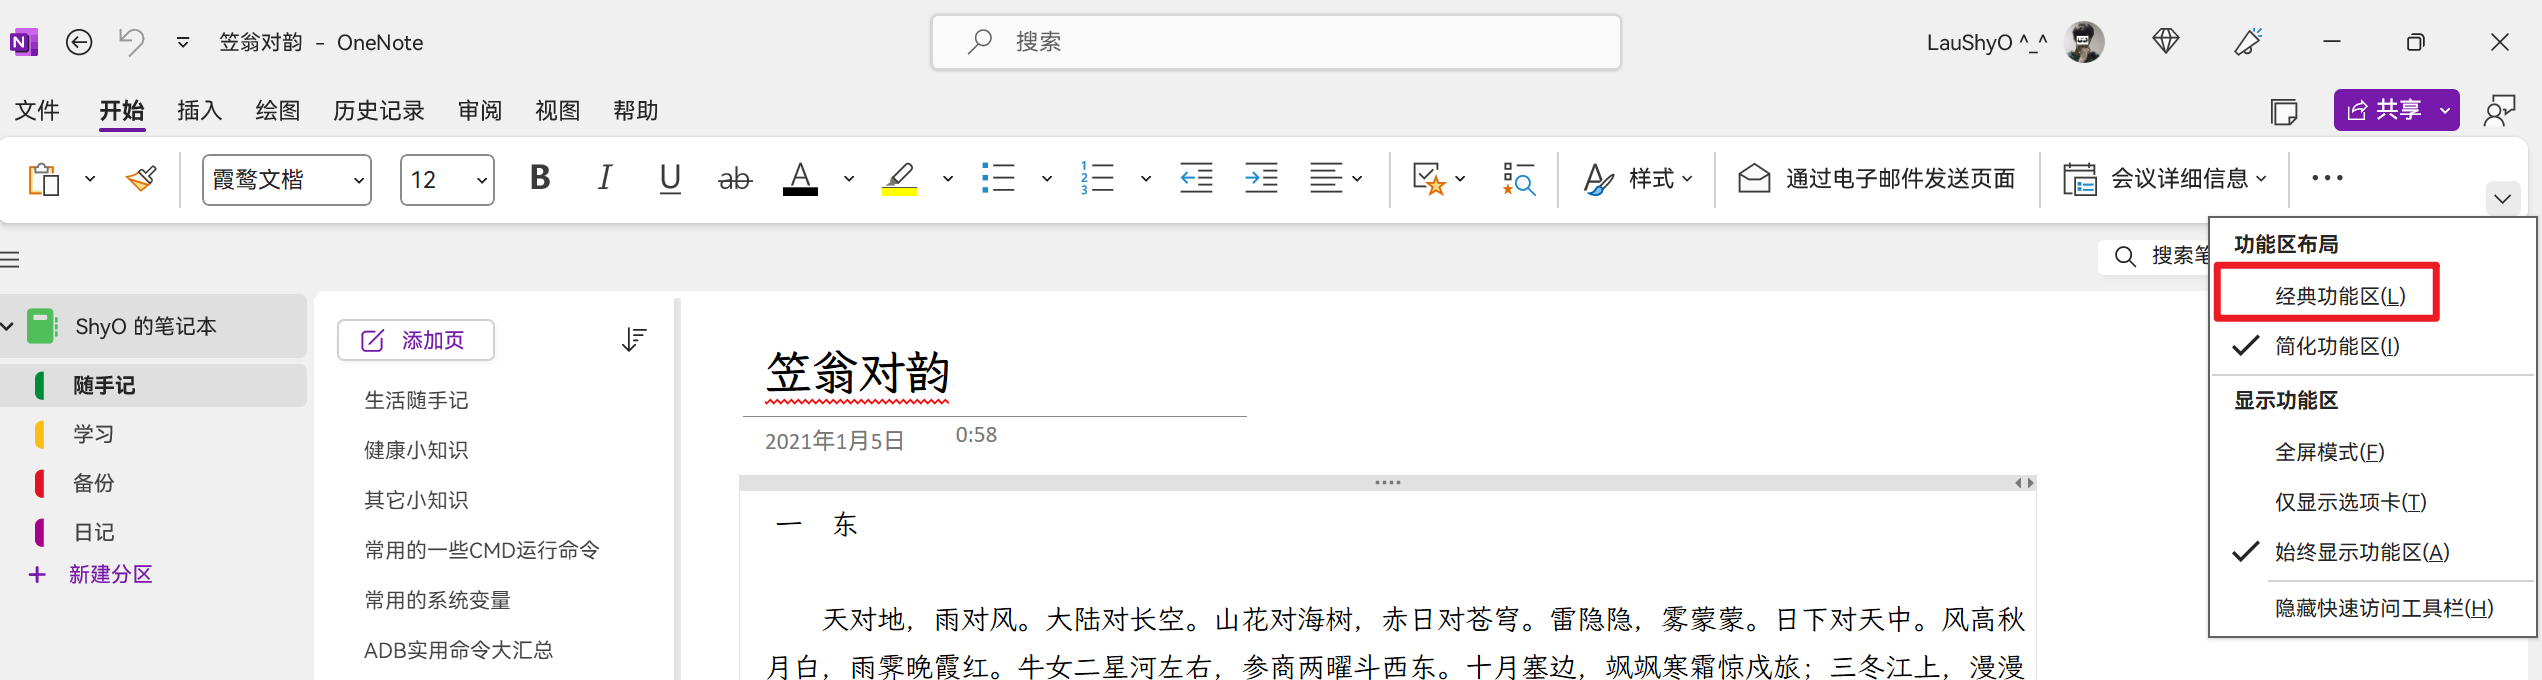 笠翁对韵 - OneNote
搜索
LauShyO ^_^
文件 开始 插入 绘图 历史记录 审阅 视图 帮助
共享
霞鹜文楷 12 B I U ab A 样式 通过电子邮件发送页面 会议详细信息
搜索笔
功能区布局
经典功能区(L)
简化功能区(I)
显示功能区
全屏模式(F)
仅显示选项卡(T)
始终显示功能区(A)
隐藏快速访问工具栏(H)
ShyO 的笔记本
随手记
学习
备份
日记
新建分区
添加页
生活随手记
健康小知识
其它小知识
常用的一些CMD运行命令
常用的系统变量
ADB实用命令大汇总
笠翁对韵
2021年1月5日 0:58
一 东
天对地，雨对风。大陆对长空。山花对海树，赤日对苍穹。雷隐隐，雾蒙蒙。日下对天中。风高秋
月白，雨霁晚霞红。牛女二星河左右，参商两曜斗西东。十月塞边，飒飒寒霜惊戍旅；三冬江上，漫漫